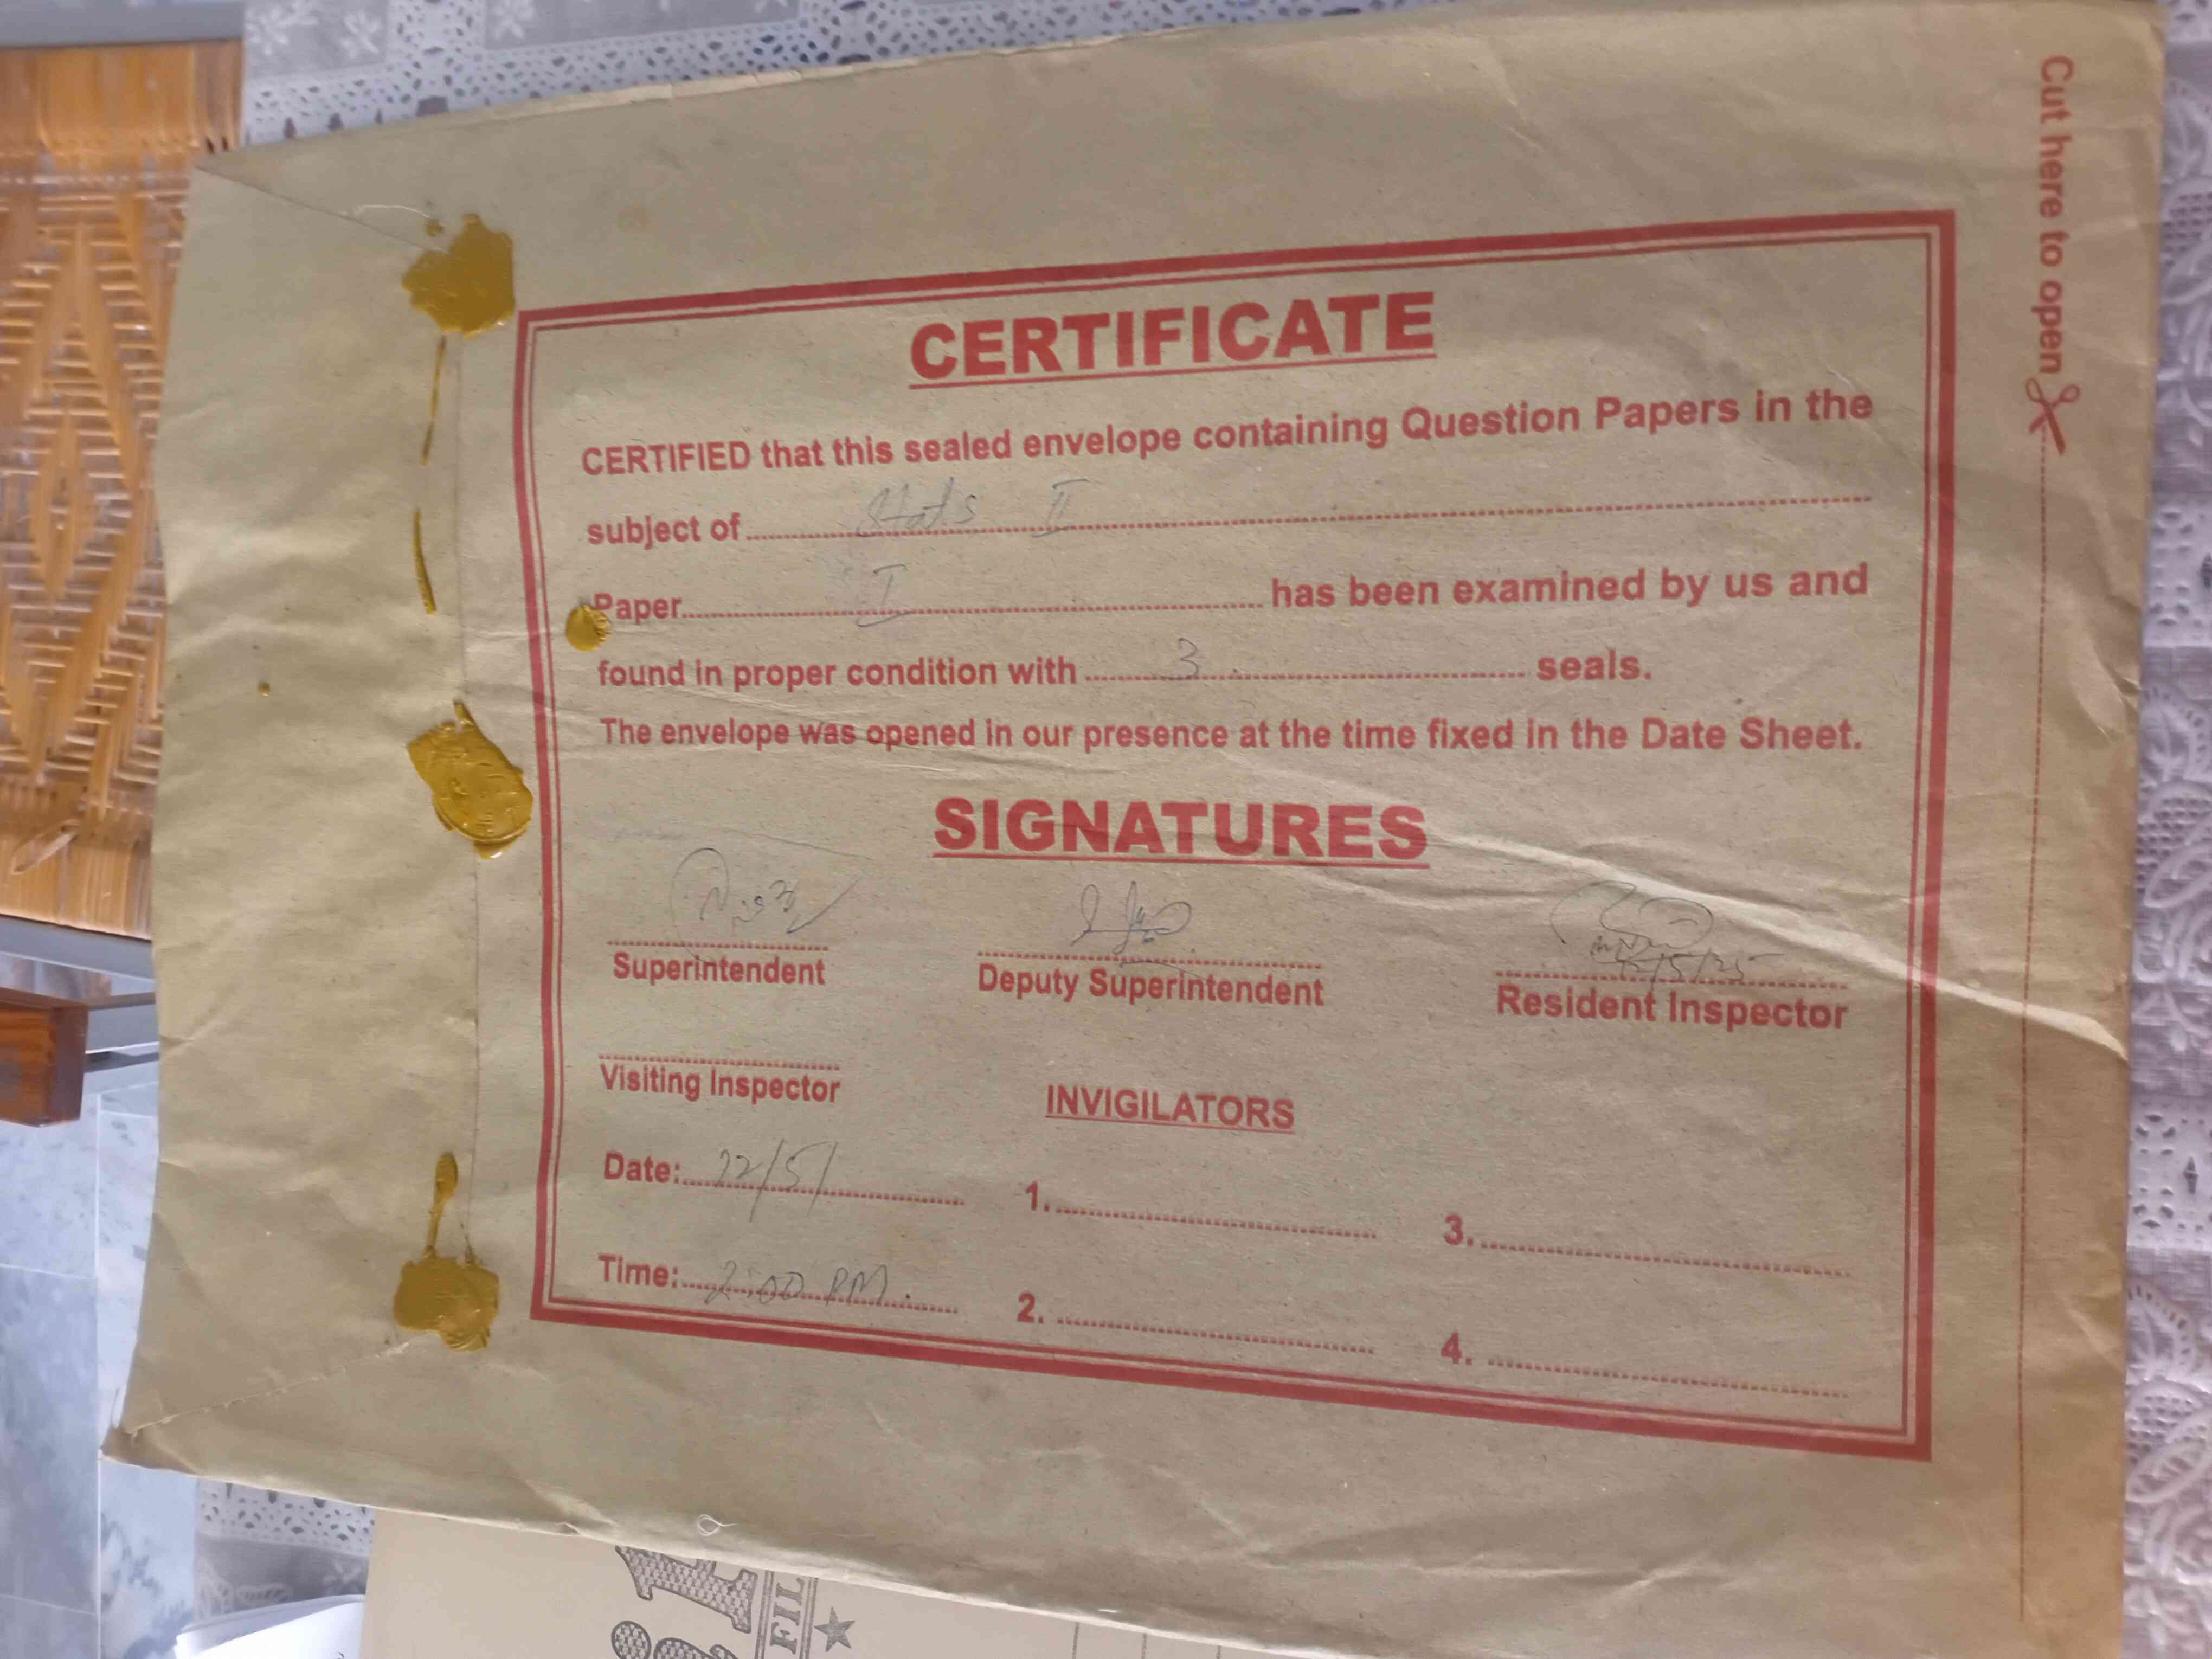 Cut here to open
CERTIFICATE
CERTIFIED that this sealed envelope containing Question Papers in the
subject of Stats II
Paper I has been examined by us and
found in proper condition with 3 seals.
The envelope was opened in our presence at the time fixed in the Date Sheet.
SIGNATURES
Superintendent Deputy Superintendent Resident Inspector
Visiting Inspector
INVIGILATORS
Date: 22/5/ 1. 3.
Time: 2:00 PM. 2. 4.
FIL